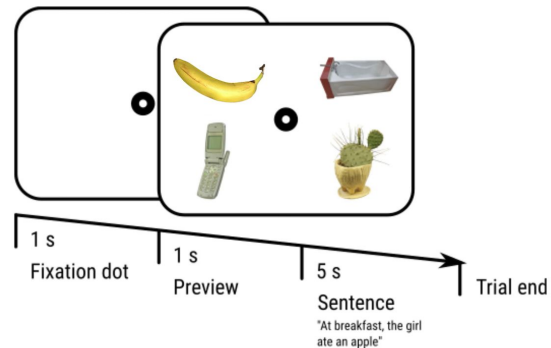 1 s
Fixation dot
1 s
Preview
5 s
Sentence
"At breakfast, the girl
ate an apple"
Trial end